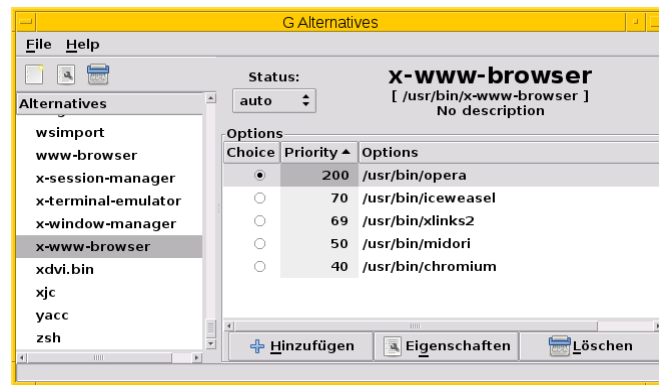 G Alternatives
File Help
Status:
auto
x-www-browser
[ /usr/bin/x-www-browser ]
No description
Alternatives
wsimport
www-browser
x-session-manager
x-terminal-emulator
x-window-manager
x-www-browser
xdvi.bin
xjc
yacc
zsh
Options
Choice Priority Options
200 /usr/bin/opera
70 /usr/bin/iceweasel
69 /usr/bin/xlinks2
50 /usr/bin/midori
40 /usr/bin/chromium
Hinzufügen Eigenschaften Löschen